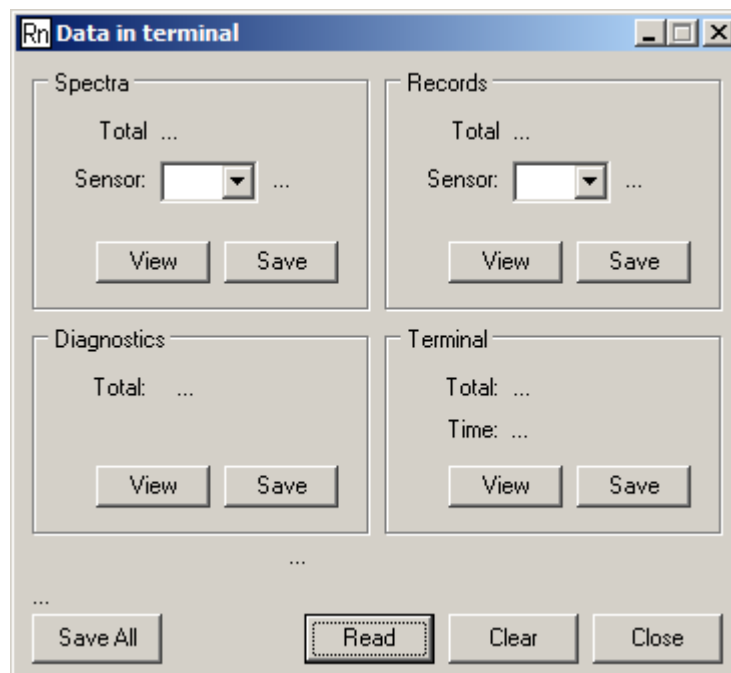 Rn Data in terminal
Spectra
Total ...
Sensor: ...
View Save
Records
Total ...
Sensor: ...
View Save
Diagnostics
Total: ...
View Save
Terminal
Total: ...
Time: ...
View Save
...
...
Save All Read Clear Close